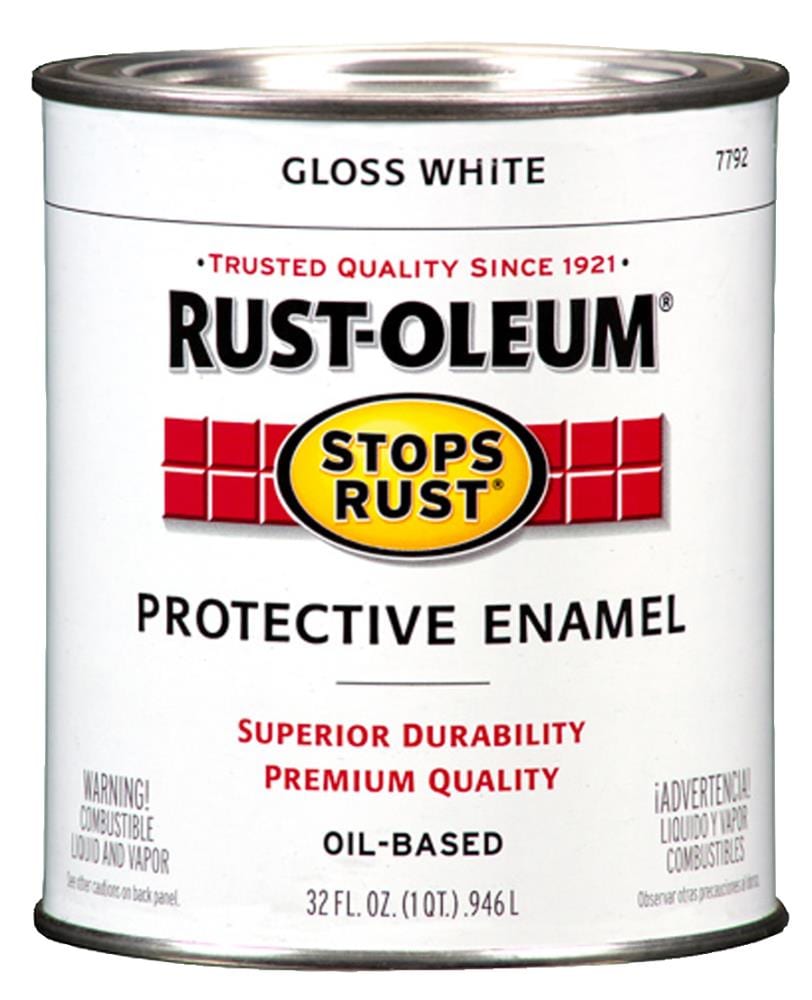 GLOSS WHiTE
7792
•TRUSTED QUALITY SINCE 1921•
RUST-OLEUM®
STOPS
RUST®
PROTECTIVE ENAMEL
SUPERIOR DURABILITY
PREMIUM QUALITY
OIL-BASED
32 FL. OZ. (1 QT.) .946 L
WARNING!
COMBUSTIBLE
LIQUID AND VAPOR
See other cautions on back panel.
¡ADVERTENCIA!
LIQUIDO Y VAPOR
COMBUSTIBLES
Observar otras precauciones al dorso.